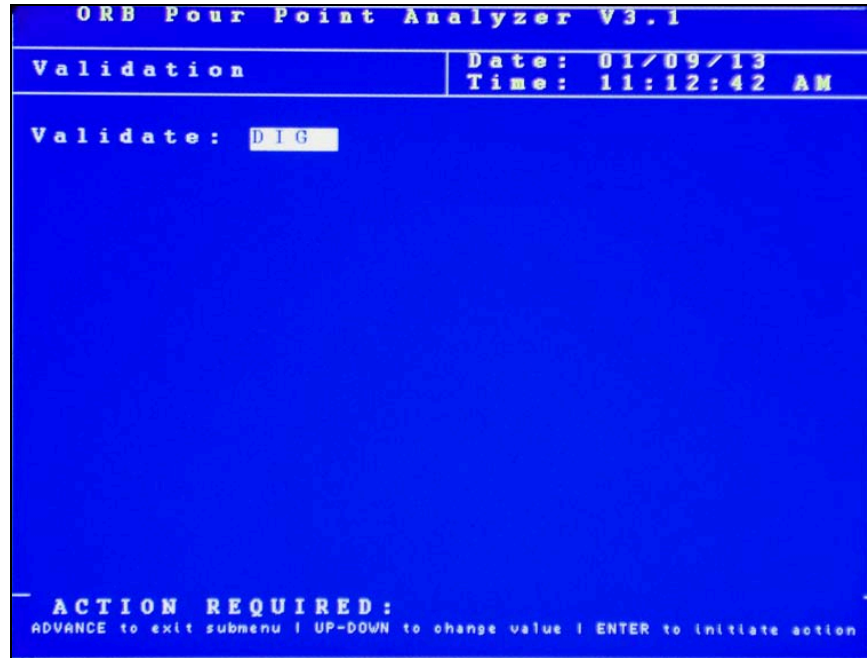 ORB Pour Point Analyzer V3.1
Validation
Date: 01/09/13
Time: 11:12:42 AM
Validate: DIG
ACTION REQUIRED:
ADVANCE to exit submenu | UP-DOWN to change value | ENTER to initiate action